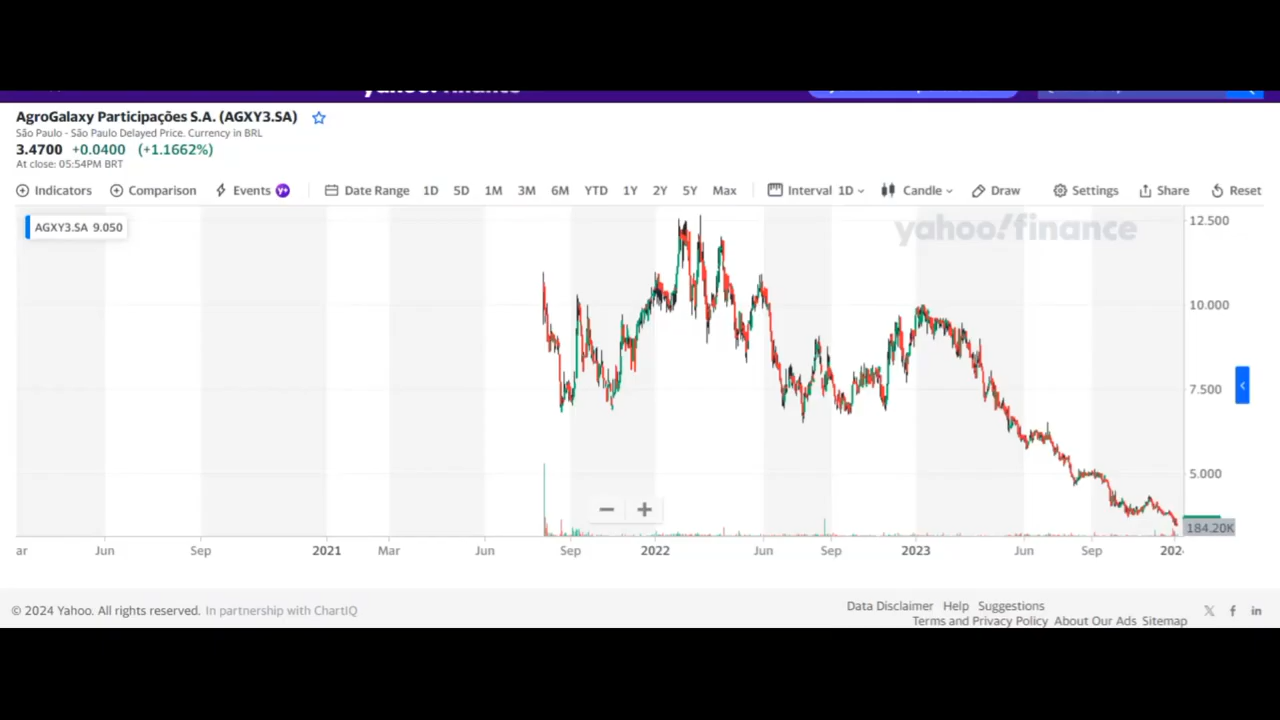 AgroGalaxy Participações S.A. (AGXY3.SA)
São Paulo - São Paulo Delayed Price. Currency in BRL
3.4700 +0.0400 (+1.1662%)
At close: 05:54PM BRT
Indicators Comparison Events Y+ Date Range 1D 5D 1M 3M 6M YTD 1Y 2Y 5Y Max Interval 1D Candle Draw Settings Share Reset
AGXY3.SA 9.050
yahoo!finance
12.500
10.000
7.500
5.000
184.20K
ar Jun Sep 2021 Mar Jun Sep 2022 Jun Sep 2023 Jun Sep 202
© 2024 Yahoo. All rights reserved. In partnership with ChartIQ
Data Disclaimer Help Suggestions
Terms and Privacy Policy About Our Ads Sitemap